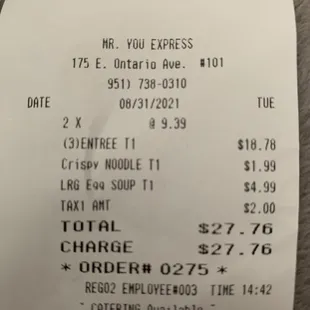 MR. YOU EXPRESS
175 E. Ontario Ave. #101
951) 738-0310
DATE 08/31/2021 TUE
2 X @ 9.39
(3)ENTREE T1 $18.78
Crispy NOODLE T1 $1.99
LRG Egg SOUP T1 $4.99
TAX1 AMT $2.00
TOTAL $27.76
CHARGE $27.76
* ORDER# 0275 *
REG02 EMPLOYEE#003 TIME 14:42
* CATERING Available *